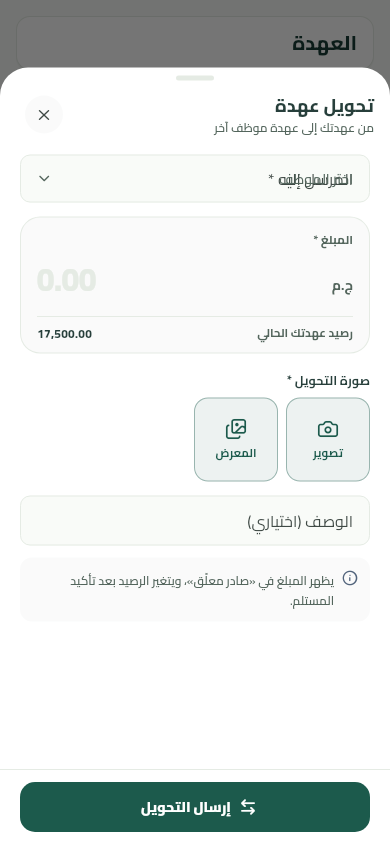 العهدة
تحويل عهدة
من عهدتك إلى عهدة موظف آخر
المبلغ *
ج.م
0.00
رصيد عهدتك الحالي
17,500.00
صورة التحويل *
تصوير
المعرض
الوصف (اختياري)
يظهر المبلغ في «صادر معلّق»، ويتغير الرصيد بعد تأكيد
المستلم.
إرسال التحويل